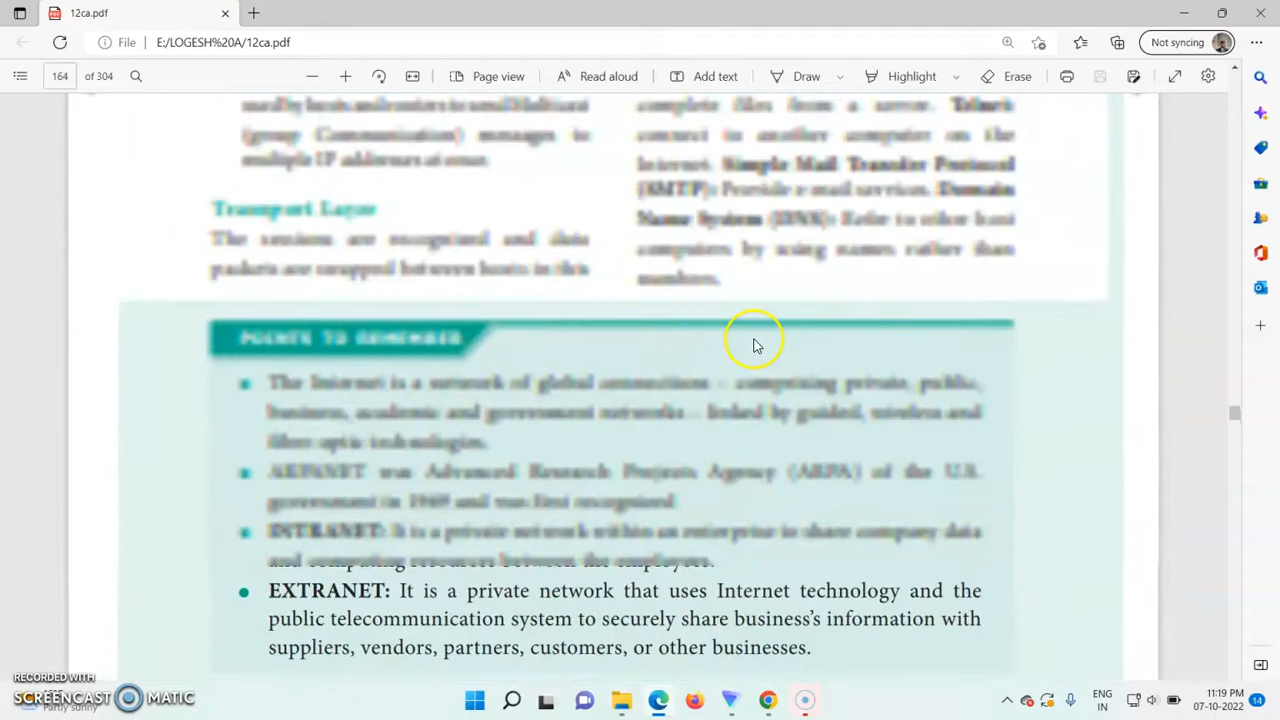 12ca.pdf
File
E:/LOGESH%20A/12ca.pdf
Not syncing
164
of 304
Page view
Read aloud
Add text
Draw
Highlight
Erase
(group Communication) messages to
multiple IP addresses at once.
complete files from a server. Telnet:
connect to another computer on the
Internet. Simple Mail Transfer Protocol
(SMTP): Provide e-mail services. Domain
Name System (DNS): Refer to other host
computers by using names rather than
numbers.
Transport Layer
The sessions are recognized and data
packets are swapped between hosts in this
POINTS TO REMEMBER
The Internet is a network of global connections – comprising private, public,
business, academic and government networks – linked by guided, wireless and
fiber-optic technologies.
ARPANET was Advanced Research Projects Agency (ARPA) of the U.S.
government in 1969 and was first recognized.
INTRANET: It is a private network within an enterprise to share company data
and computing resources between the employees.
EXTRANET: It is a private network that uses Internet technology and the
public telecommunication system to securely share business's information with
suppliers, vendors, partners, customers, or other businesses.
RECORDED WITH
SCREENCAST MATIC
Partly sunny
ENG
IN
11:19 PM
07-10-2022
14